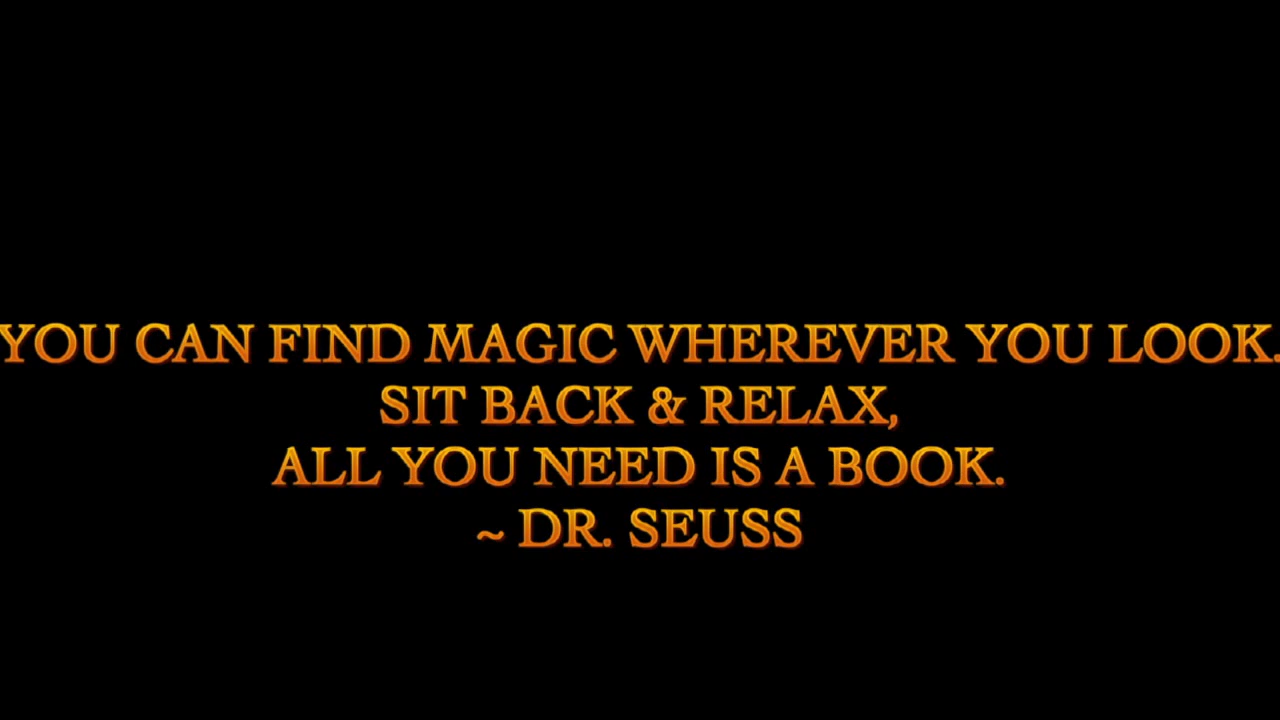 YOU CAN FIND MAGIC WHEREVER YOU LOOK.
SIT BACK & RELAX,
ALL YOU NEED IS A BOOK.
~ DR. SEUSS